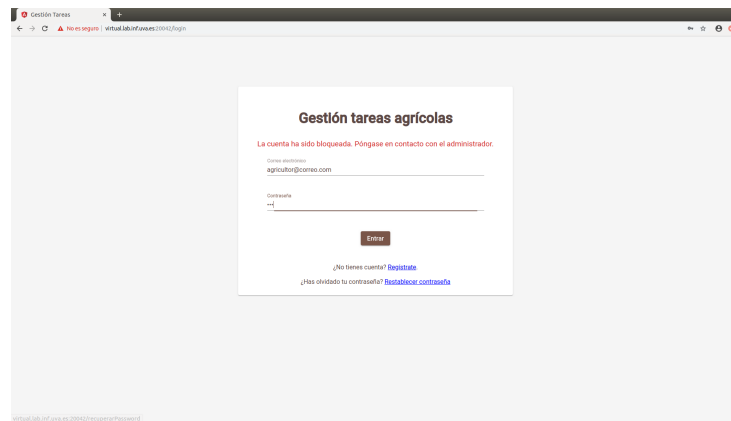 Gestión Tareas
No es seguro | virtual.lab.inf.uva.es:20042/login
Gestión tareas agrícolas
La cuenta ha sido bloqueada. Póngase en contacto con el administrador.
Correo electrónico
agricultor@correo.com
Contraseña
Entrar
¿No tienes cuenta? Regístrate.
¿Has olvidado tu contraseña? Restablecer contraseña
virtual.lab.inf.uva.es:20042/recuperarPassword